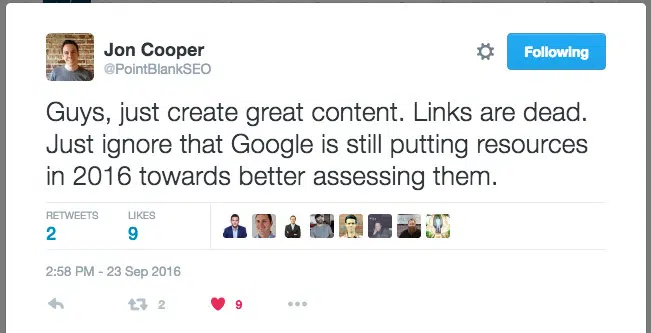 Jon Cooper
@PointBlankSEO
Following
Guys, just create great content. Links are dead.
Just ignore that Google is still putting resources
in 2016 towards better assessing them.
RETWEETS LIKES
2 9
2:58 PM - 23 Sep 2016
2 9